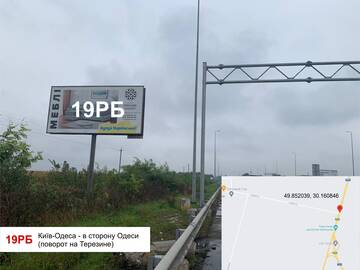 МЕБЛІ
19РБ
49.852039, 30.160846
19РБ
Київ-Одеса - в сторону Одеси
(поворот на Терезине)